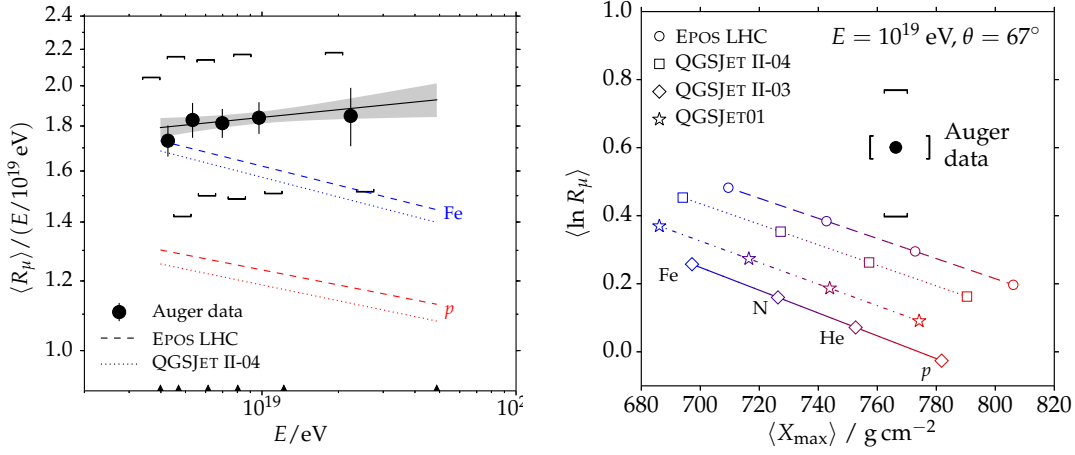 2.4
2.2
2.0
1.8
1.6
1.4
1.2
1.0
⟨R_μ⟩ / (E/10^19 eV)
Fe
p
Auger data
EPOS LHC
QGSJET II-04
10^19
10^2
E/eV
1.0
0.8
0.6
0.4
0.2
0.0
⟨ln R_μ⟩
EPOS LHC
QGSJET II-04
QGSJET II-03
QGSJET01
E = 10^19 eV, θ = 67°
Auger
data
Fe
N
He
p
680 700 720 740 760 780 800 820
⟨X_max⟩ / g cm^−2